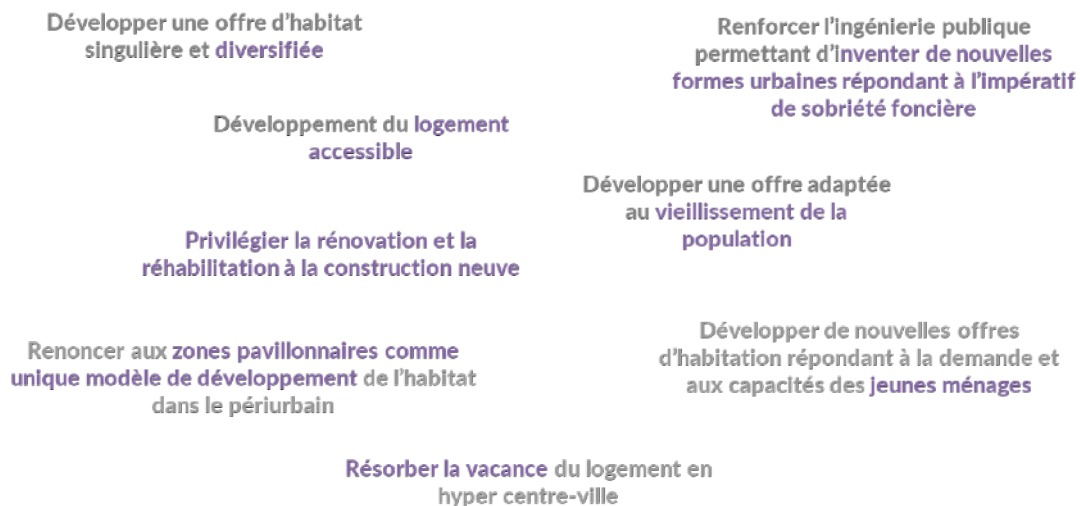 Développer une offre d’habitat
singulière et diversifiée
Renforcer l’ingénierie publique
permettant d’inventer de nouvelles
formes urbaines répondant à l’impératif
de sobriété foncière
Développement du logement
accessible
Développer une offre adaptée
au vieillissement de la
population
Privilégier la rénovation et la
réhabilitation à la construction neuve
Développer de nouvelles offres
d’habitation répondant à la demande et
aux capacités des jeunes ménages
Renoncer aux zones pavillonnaires comme
unique modèle de développement de l’habitat
dans le périurbain
Résorber la vacance du logement en
hyper centre-ville